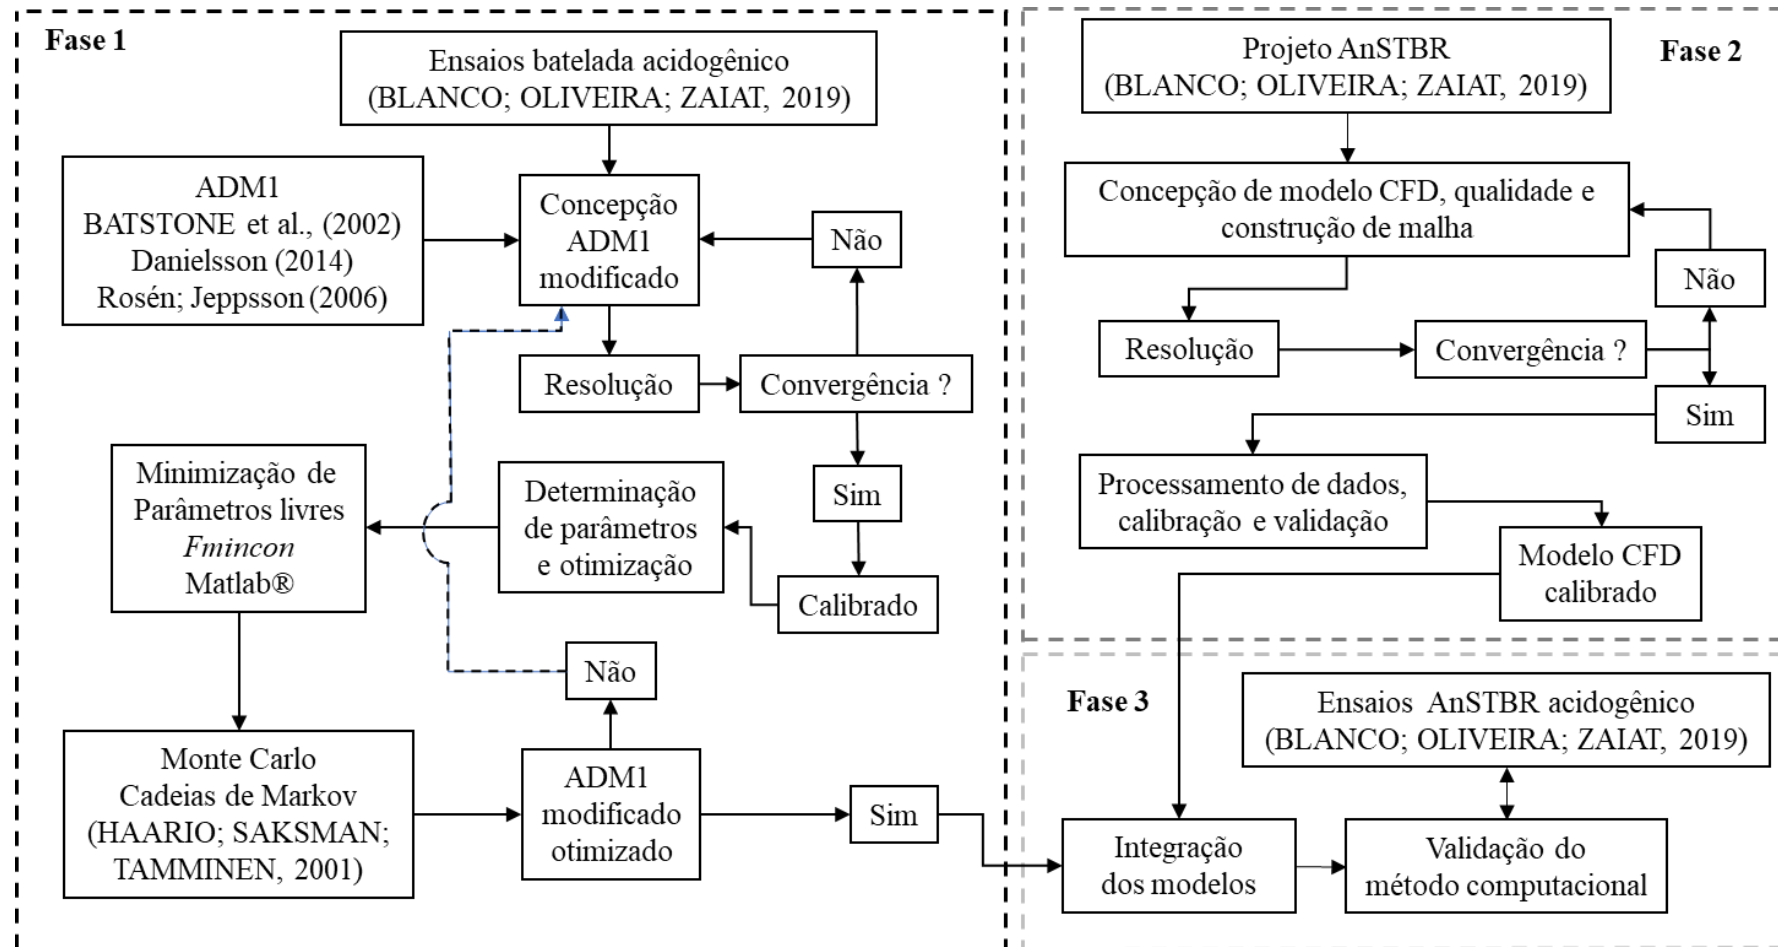 Fase 1
Ensaios batelada acidogênico
(BLANCO; OLIVEIRA; ZAIAT, 2019)
ADM1
BATSTONE et al., (2002)
Danielsson (2014)
Rosén; Jeppsson (2006)
Concepção
ADM1
modificado
Não
Resolução
Convergência ?
Sim
Calibrado
Determinação
de parâmetros
e otimização
Minimização de
Parâmetros livres
Fmincon
Matlab®
Monte Carlo
Cadeias de Markov
(HAARIO; SAKSMAN;
TAMMINEN, 2001)
Não
ADM1
modificado
otimizado
Sim
Fase 2
Projeto AnSTBR
(BLANCO; OLIVEIRA; ZAIAT, 2019)
Concepção de modelo CFD, qualidade e
construção de malha
Não
Resolução
Convergência ?
Sim
Processamento de dados,
calibração e validação
Modelo CFD
calibrado
Fase 3
Ensaios AnSTBR acidogênico
(BLANCO; OLIVEIRA; ZAIAT, 2019)
Integração
dos modelos
Validação do
método computacional